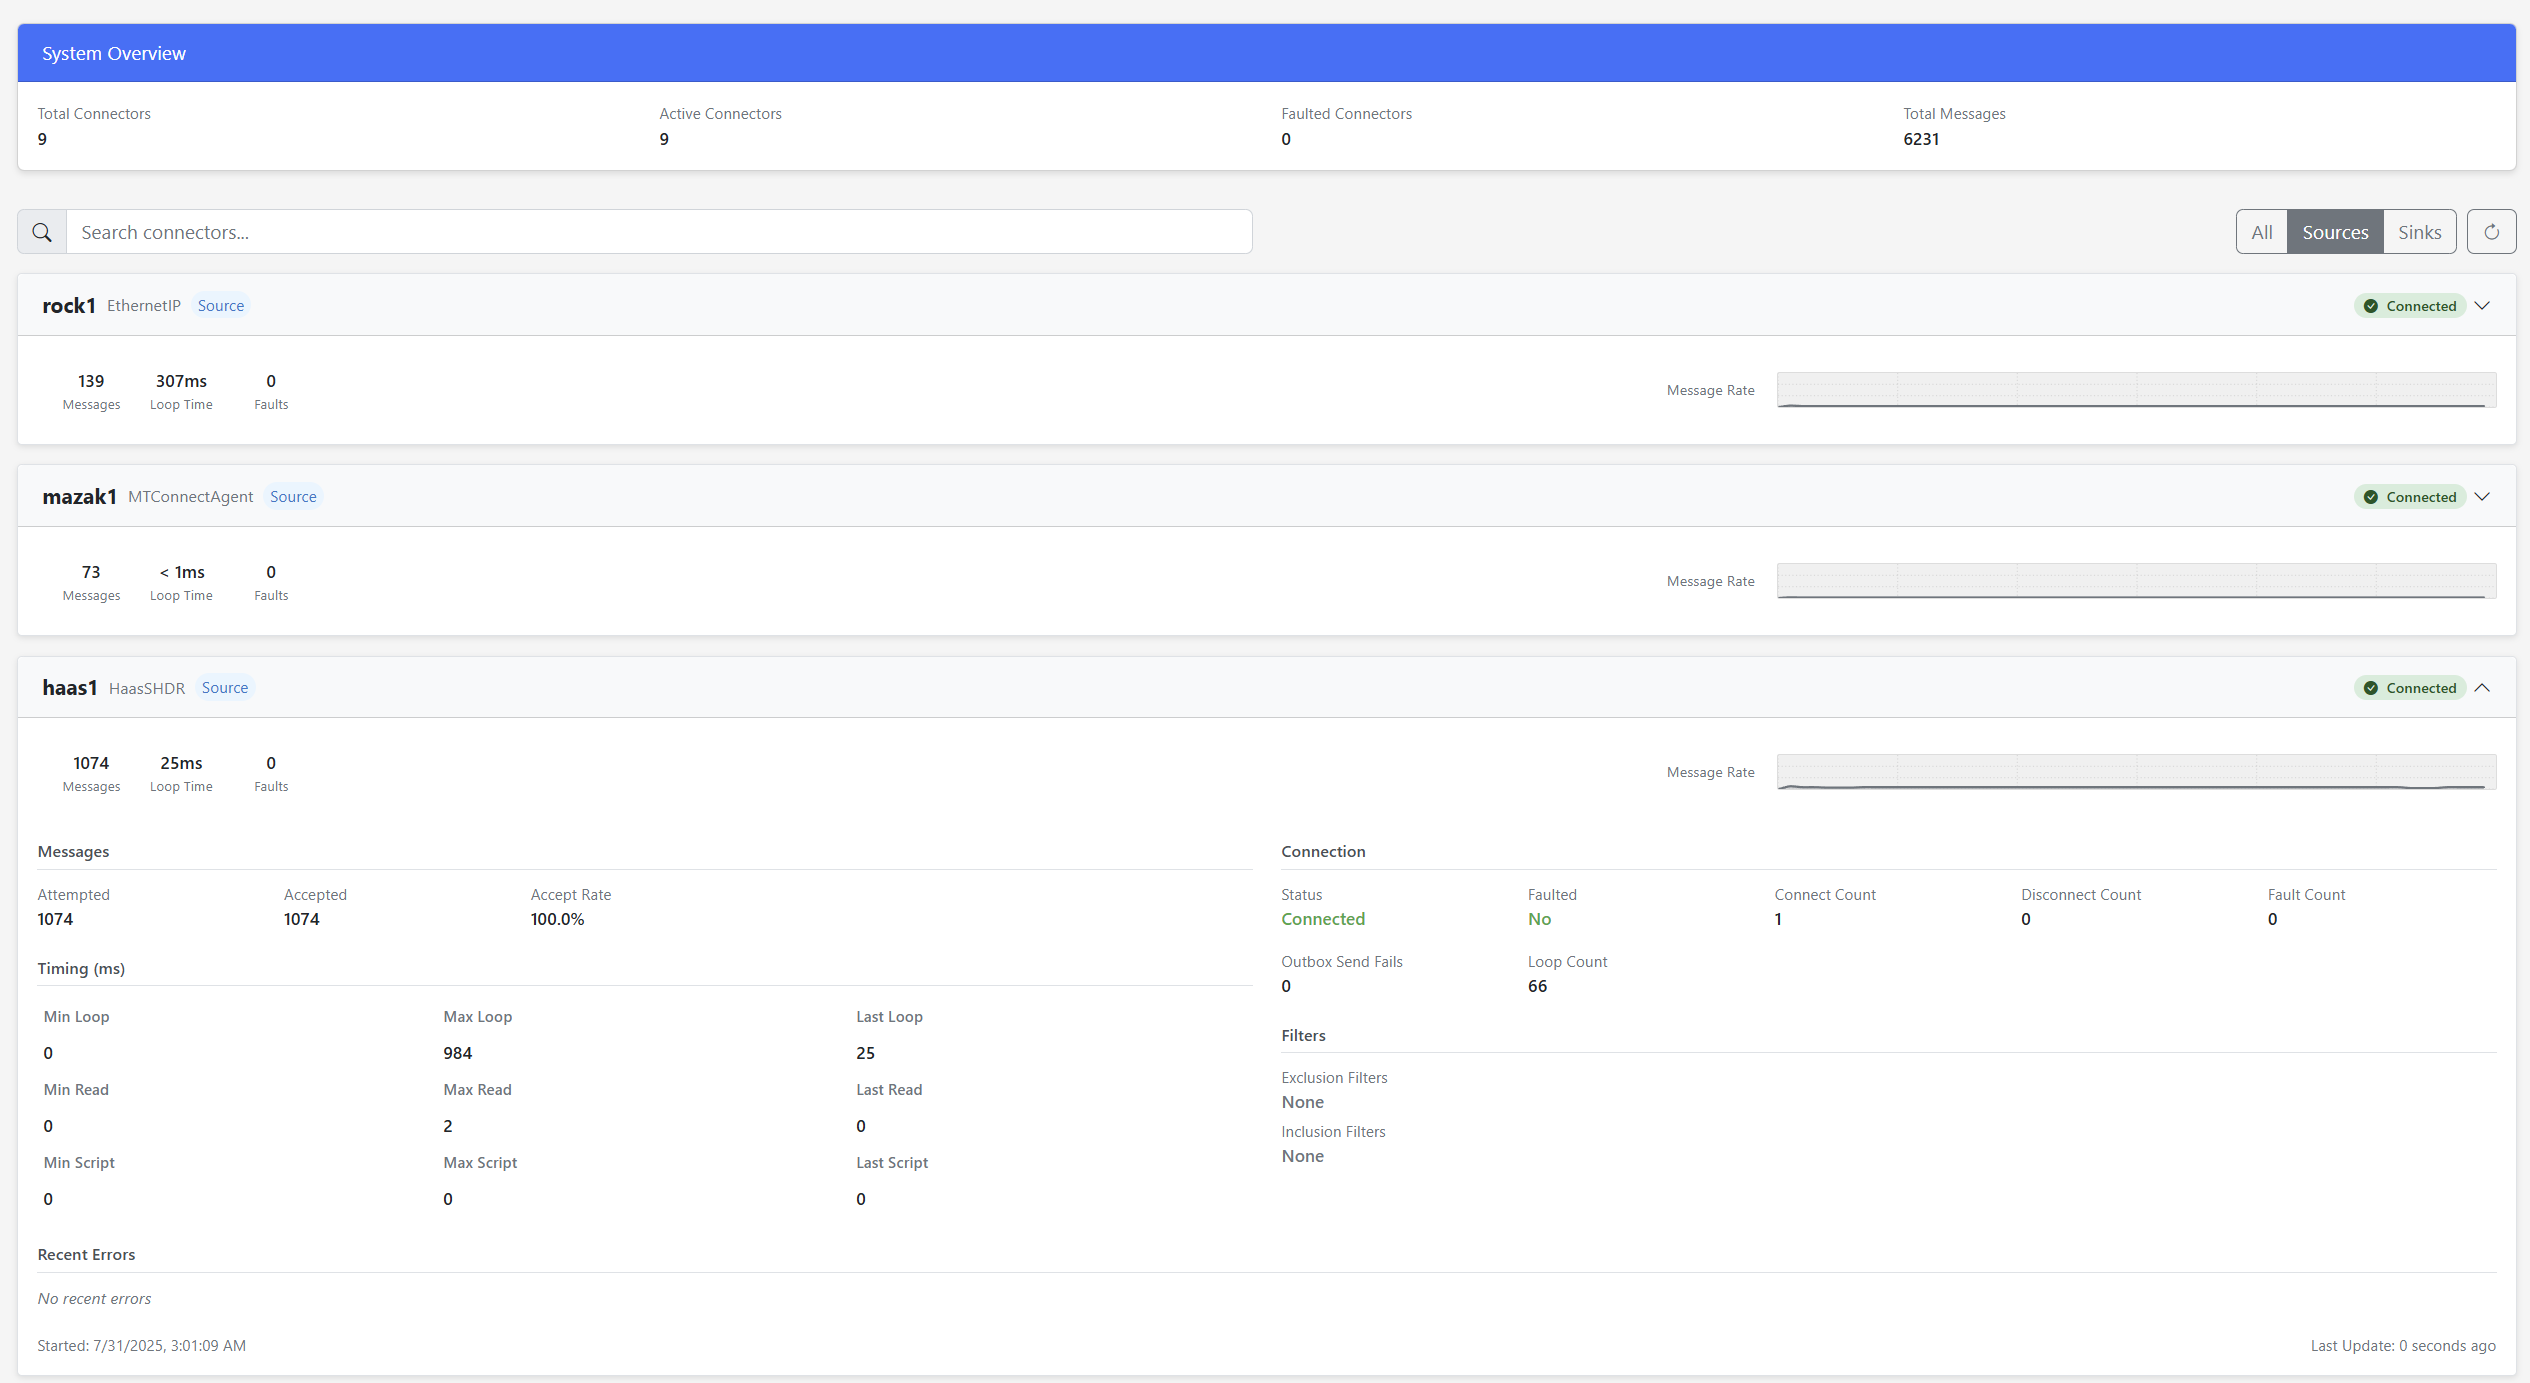 System Overview
Total Connectors Active Connectors Faulted Connectors Total Messages
9 9 0 6231
Search connectors... All Sources Sinks
rock1 EthernetIP Source Connected
139 307ms 0
Messages Loop Time Faults Message Rate
mazak1 MTConnectAgent Source Connected
73 < 1ms 0
Messages Loop Time Faults Message Rate
haas1 HaasSHDR Source Connected
1074 25ms 0
Messages Loop Time Faults Message Rate
Messages
Attempted Accepted Accept Rate
1074 1074 100.0%
Timing (ms)
Min Loop Max Loop Last Loop
0 984 25
Min Read Max Read Last Read
0 2 0
Min Script Max Script Last Script
0 0 0
Connection
Status Faulted Connect Count Disconnect Count Fault Count
Connected No 1 0 0
Outbox Send Fails Loop Count
0 66
Filters
Exclusion Filters
None
Inclusion Filters
None
Recent Errors
No recent errors
Started: 7/31/2025, 3:01:09 AM Last Update: 0 seconds ago